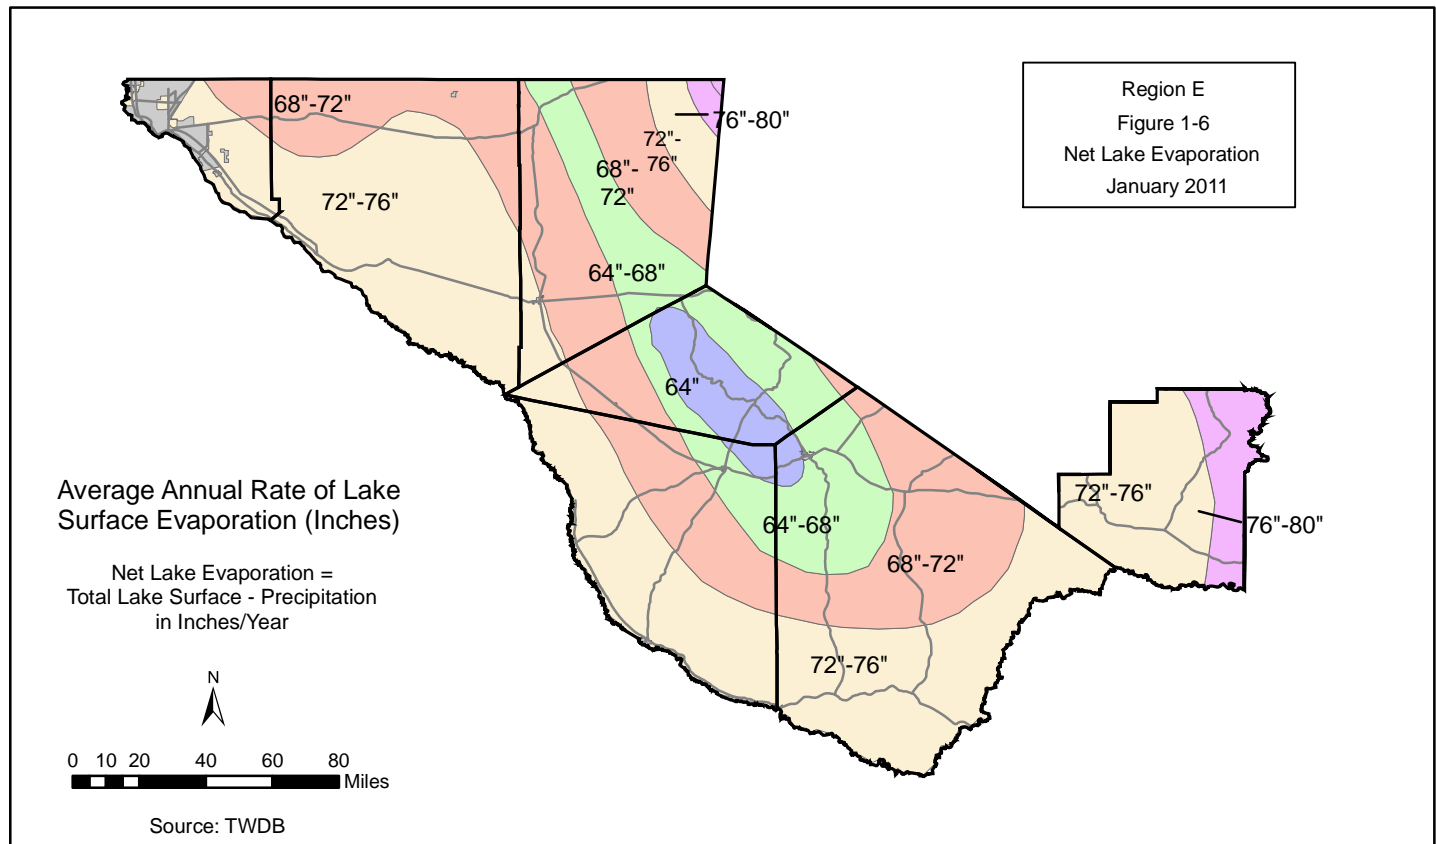 Region E
Figure 1-6
Net Lake Evaporation
January 2011
68"-72"
76"-80"
72"-
76"
68"-
72"
72"-76"
64"-68"
64"
72"-76"
76"-80"
64"-68"
68"-72"
72"-76"
Average Annual Rate of Lake
Surface Evaporation (Inches)
Net Lake Evaporation =
Total Lake Surface - Precipitation
in Inches/Year
N
0 10 20 40 60 80
Miles
Source: TWDB